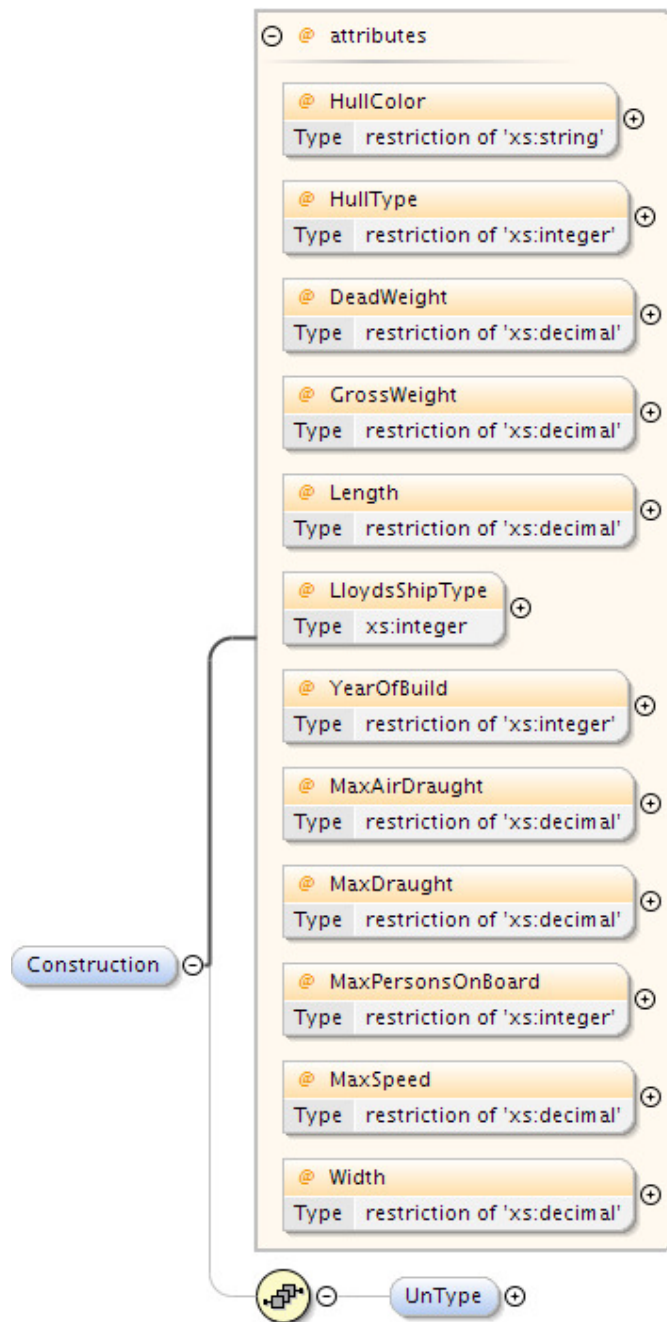 @ attributes
@ HullColor
Type restriction of 'xs:string'
@ HullType
Type restriction of 'xs:integer'
@ DeadWeight
Type restriction of 'xs:decimal'
@ GrossWeight
Type restriction of 'xs:decimal'
@ Length
Type restriction of 'xs:decimal'
@ LloydsShipType
Type xs:integer
@ YearOfBuild
Type restriction of 'xs:integer'
@ MaxAirDraught
Type restriction of 'xs:decimal'
@ MaxDraught
Type restriction of 'xs:decimal'
Construction
@ MaxPersonsOnBoard
Type restriction of 'xs:integer'
@ MaxSpeed
Type restriction of 'xs:decimal'
@ Width
Type restriction of 'xs:decimal'
UnType